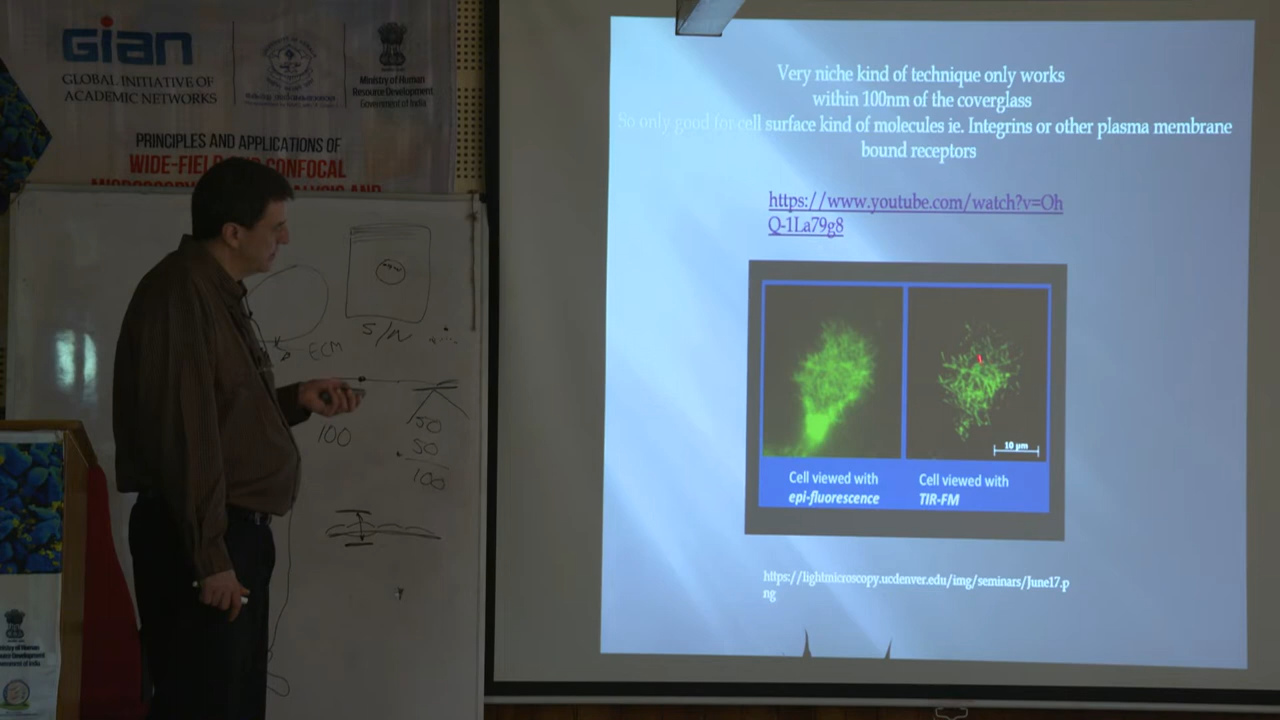 GIAN
GLOBAL INITIATIVE OF
ACADEMIC NETWORKS
Ministry of Human
Resource Development
Government of India
PRINCIPLES AND APPLICATIONS OF
WIDE-FIELD CONFOCAL
AND
ECM
S/N
100
50
50
100
Very niche kind of technique only works
within 100nm of the coverglass
So only good for cell surface kind of molecules ie. Integrins or other plasma membrane
bound receptors
https://www.youtube.com/watch?v=Oh
Q-1La79g8
10 µm
Cell viewed with
epi-fluorescence
Cell viewed with
TIR-FM
https://lightmicroscopy.ucdenver.edu/img/seminars/June17.p
ng